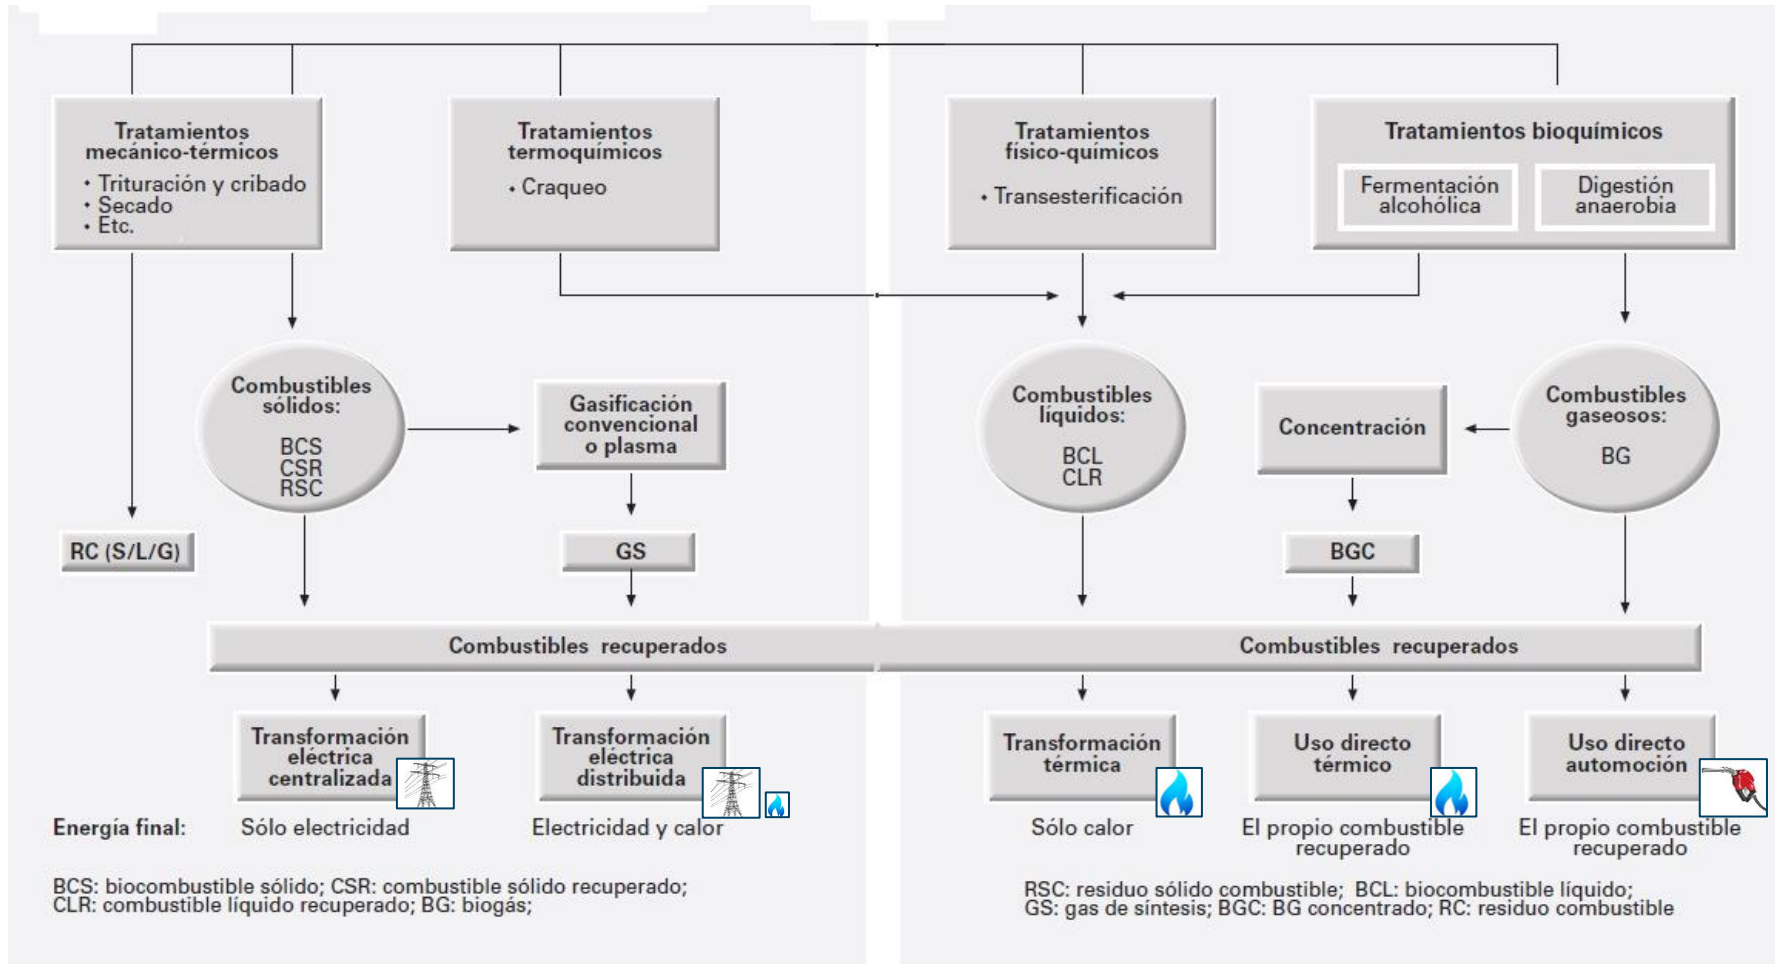 Tratamientos
mecánico-térmicos
• Trituración y cribado
• Secado
• Etc.
Tratamientos
termoquímicos
• Craqueo
Tratamientos
físico-químicos
• Transesterificación
Tratamientos bioquímicos
Fermentación
alcohólica
Digestión
anaerobia
Combustibles
sólidos:
BCS
CSR
RSC
Gasificación
convencional
o plasma
Combustibles
líquidos:
BCL
CLR
Concentración
Combustibles
gaseosos:
BG
RC (S/L/G)
GS
BGC
Combustibles recuperados
Combustibles recuperados
Transformación
eléctrica
centralizada
Transformación
eléctrica
distribuida
Transformación
térmica
Uso directo
térmico
Uso directo
automoción
Energía final:
Sólo electricidad
Electricidad y calor
Sólo calor
El propio combustible
recuperado
El propio combustible
recuperado
BCS: biocombustible sólido; CSR: combustible sólido recuperado;
CLR: combustible líquido recuperado; BG: biogás;
RSC: residuo sólido combustible; BCL: biocombustible líquido;
GS: gas de síntesis; BGC: BG concentrado; RC: residuo combustible